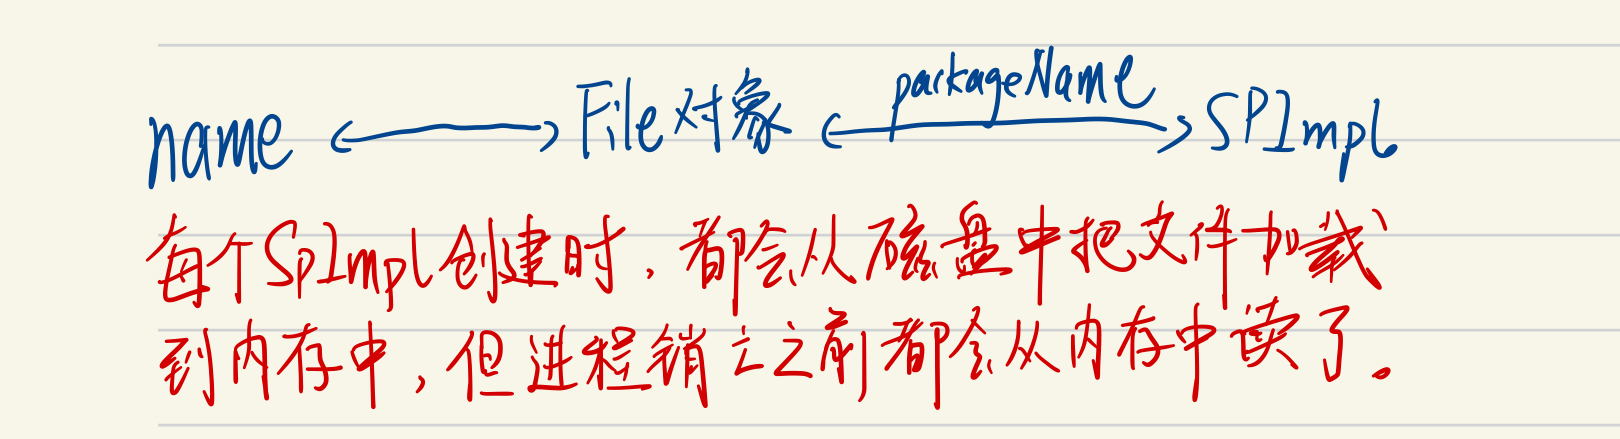 name <——> File对象 <—packageName—> SPImpl
每个SpImpl创建时，都会从磁盘中把文件加载
到内存中，但进程销亡之前都会从内存中读了。